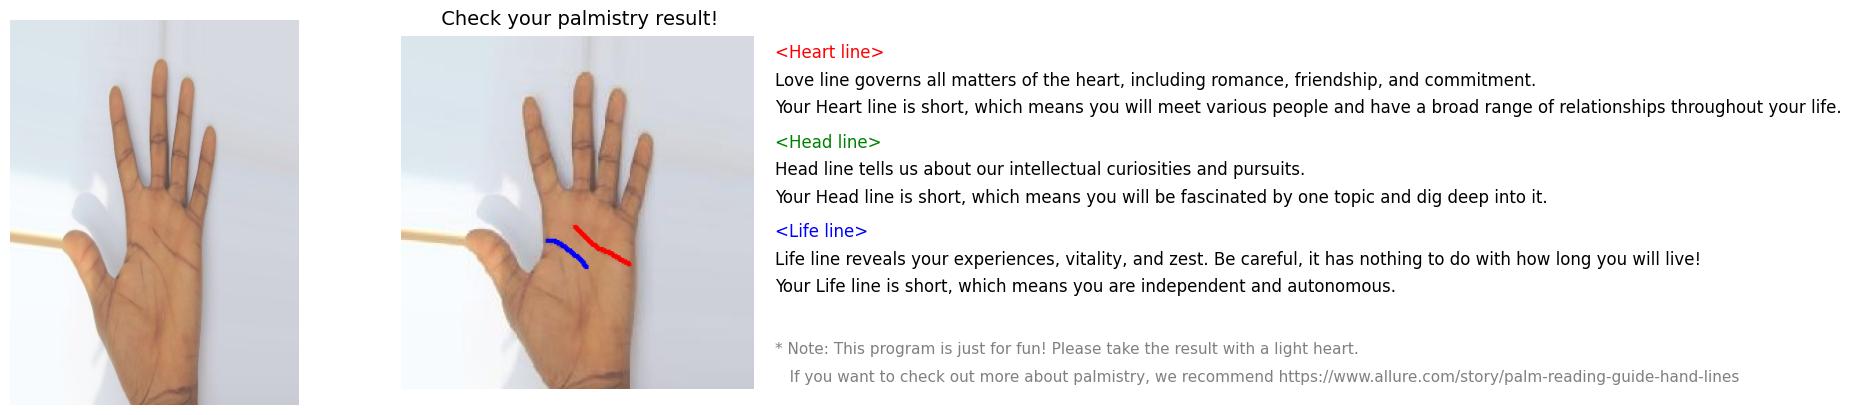 Check your palmistry result!
<Heart line>
Love line governs all matters of the heart, including romance, friendship, and commitment.
Your Heart line is short, which means you will meet various people and have a broad range of relationships throughout your life.
<Head line>
Head line tells us about our intellectual curiosities and pursuits.
Your Head line is short, which means you will be fascinated by one topic and dig deep into it.
<Life line>
Life line reveals your experiences, vitality, and zest. Be careful, it has nothing to do with how long you will live!
Your Life line is short, which means you are independent and autonomous.
* Note: This program is just for fun! Please take the result with a light heart.
If you want to check out more about palmistry, we recommend https://www.allure.com/story/palm-reading-guide-hand-lines